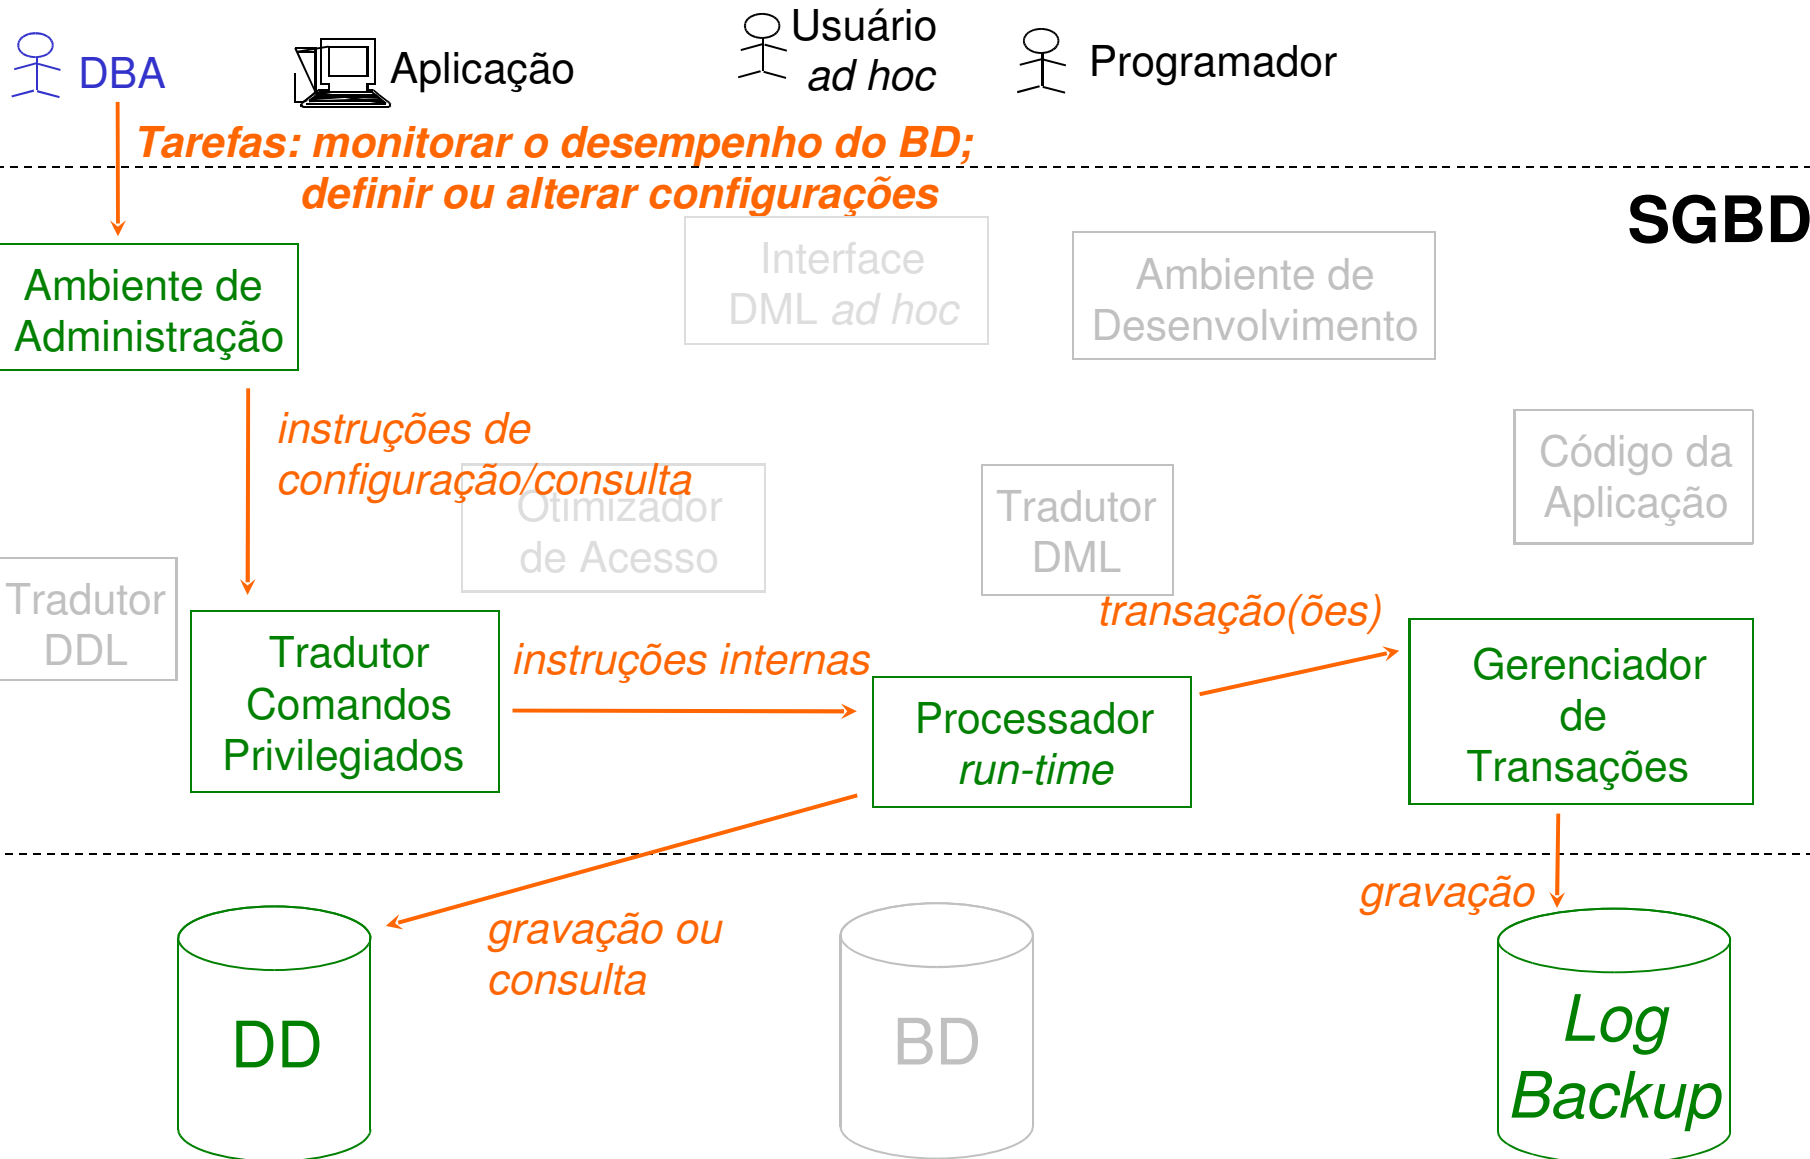 DBA
Aplicação
Usuário
ad hoc
Programador
Tarefas: monitorar o desempenho do BD;
definir ou alterar configurações
SGBD
Ambiente de
Administração
Interface
DML ad hoc
Ambiente de
Desenvolvimento
instruções de
configuração/consulta
Otimizador
de Acesso
Tradutor
DML
Código da
Aplicação
Tradutor
DDL
Tradutor
Comandos
Privilegiados
instruções internas
Processador
run-time
transação(ões)
Gerenciador
de
Transações
gravação ou
consulta
gravação
DD
BD
Log
Backup